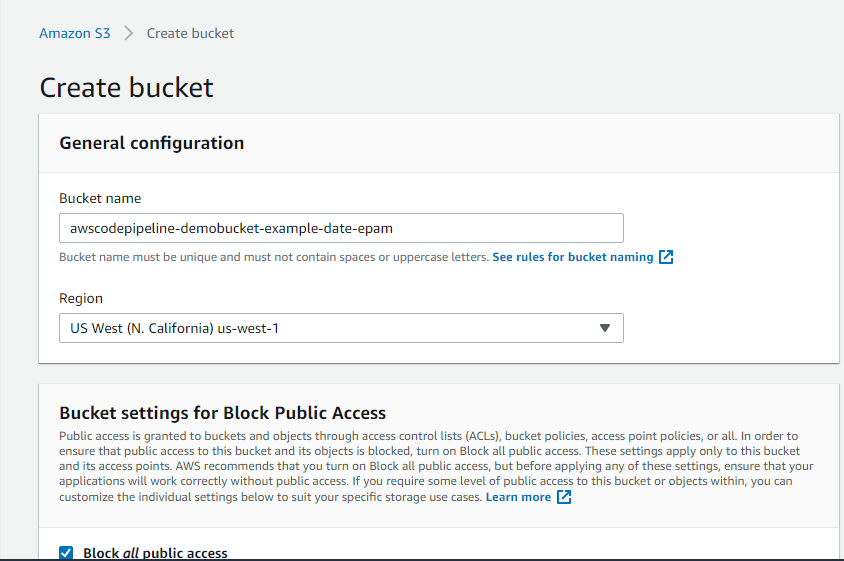 Amazon S3 > Create bucket
Create bucket
General configuration
Bucket name
awscodepipeline-demobucket-example-date-epam
Bucket name must be unique and must not contain spaces or uppercase letters. See rules for bucket naming
Region
US West (N. California) us-west-1
Bucket settings for Block Public Access
Public access is granted to buckets and objects through access control lists (ACLs), bucket policies, access point policies, or all. In order to
ensure that public access to this bucket and its objects is blocked, turn on Block all public access. These settings apply only to this bucket
and its access points. AWS recommends that you turn on Block all public access, but before applying any of these settings, ensure that your
applications will work correctly without public access. If you require some level of public access to this bucket or objects within, you can
customize the individual settings below to suit your specific storage use cases. Learn more
Block all public access